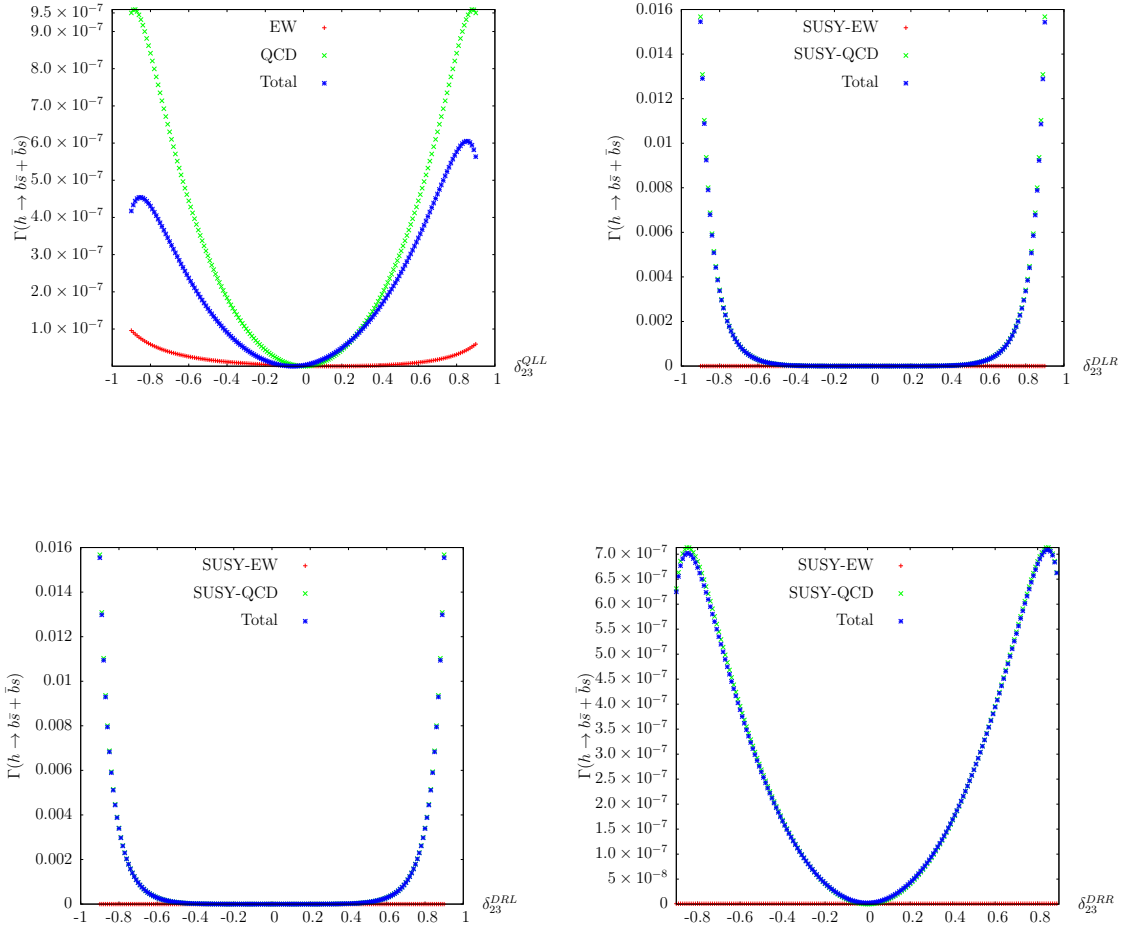 9.5 × 10⁻⁷
9.0 × 10⁻⁷
8.0 × 10⁻⁷
7.0 × 10⁻⁷
6.0 × 10⁻⁷
5.0 × 10⁻⁷
4.0 × 10⁻⁷
3.0 × 10⁻⁷
2.0 × 10⁻⁷
1.0 × 10⁻⁷
Γ(h → bs̄ + b̄s)
EW
QCD
Total
-1 -0.8 -0.6 -0.4 -0.2 0 0.2 0.4 0.6 0.8 1
δ₂₃^{QLL}
0.016
0.014
0.012
0.01
0.008
0.006
0.004
0.002
0
Γ(h → bs̄ + b̄s)
SUSY-EW
SUSY-QCD
Total
-1 -0.8 -0.6 -0.4 -0.2 0 0.2 0.4 0.6 0.8 1
δ₂₃^{DLR}
0.016
0.014
0.012
0.01
0.008
0.006
0.004
0.002
0
Γ(h → bs̄ + b̄s)
SUSY-EW
SUSY-QCD
Total
-1 -0.8 -0.6 -0.4 -0.2 0 0.2 0.4 0.6 0.8 1
δ₂₃^{DRL}
7.0 × 10⁻⁷
6.5 × 10⁻⁷
6.0 × 10⁻⁷
5.5 × 10⁻⁷
5.0 × 10⁻⁷
4.5 × 10⁻⁷
4.0 × 10⁻⁷
3.5 × 10⁻⁷
3.0 × 10⁻⁷
2.5 × 10⁻⁷
2.0 × 10⁻⁷
1.5 × 10⁻⁷
1.0 × 10⁻⁷
5 × 10⁻⁸
Γ(h → bs̄ + b̄s)
SUSY-EW
SUSY-QCD
Total
-0.8 -0.6 -0.4 -0.2 0 0.2 0.4 0.6 0.8
δ₂₃^{DRR}